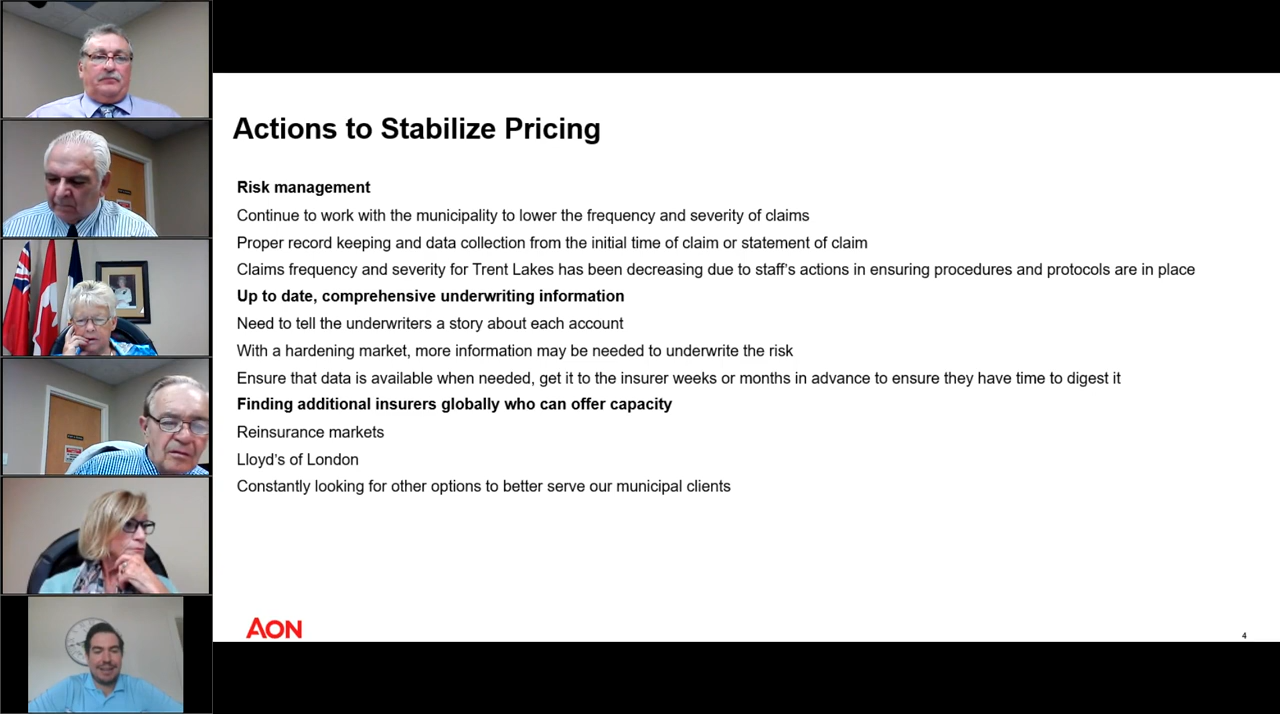 Actions to Stabilize Pricing
Risk management
Continue to work with the municipality to lower the frequency and severity of claims
Proper record keeping and data collection from the initial time of claim or statement of claim
Claims frequency and severity for Trent Lakes has been decreasing due to staff's actions in ensuring procedures and protocols are in place
Up to date, comprehensive underwriting information
Need to tell the underwriters a story about each account
With a hardening market, more information may be needed to underwrite the risk
Ensure that data is available when needed, get it to the insurer weeks or months in advance to ensure they have time to digest it
Finding additional insurers globally who can offer capacity
Reinsurance markets
Lloyd's of London
Constantly looking for other options to better serve our municipal clients
AON
4